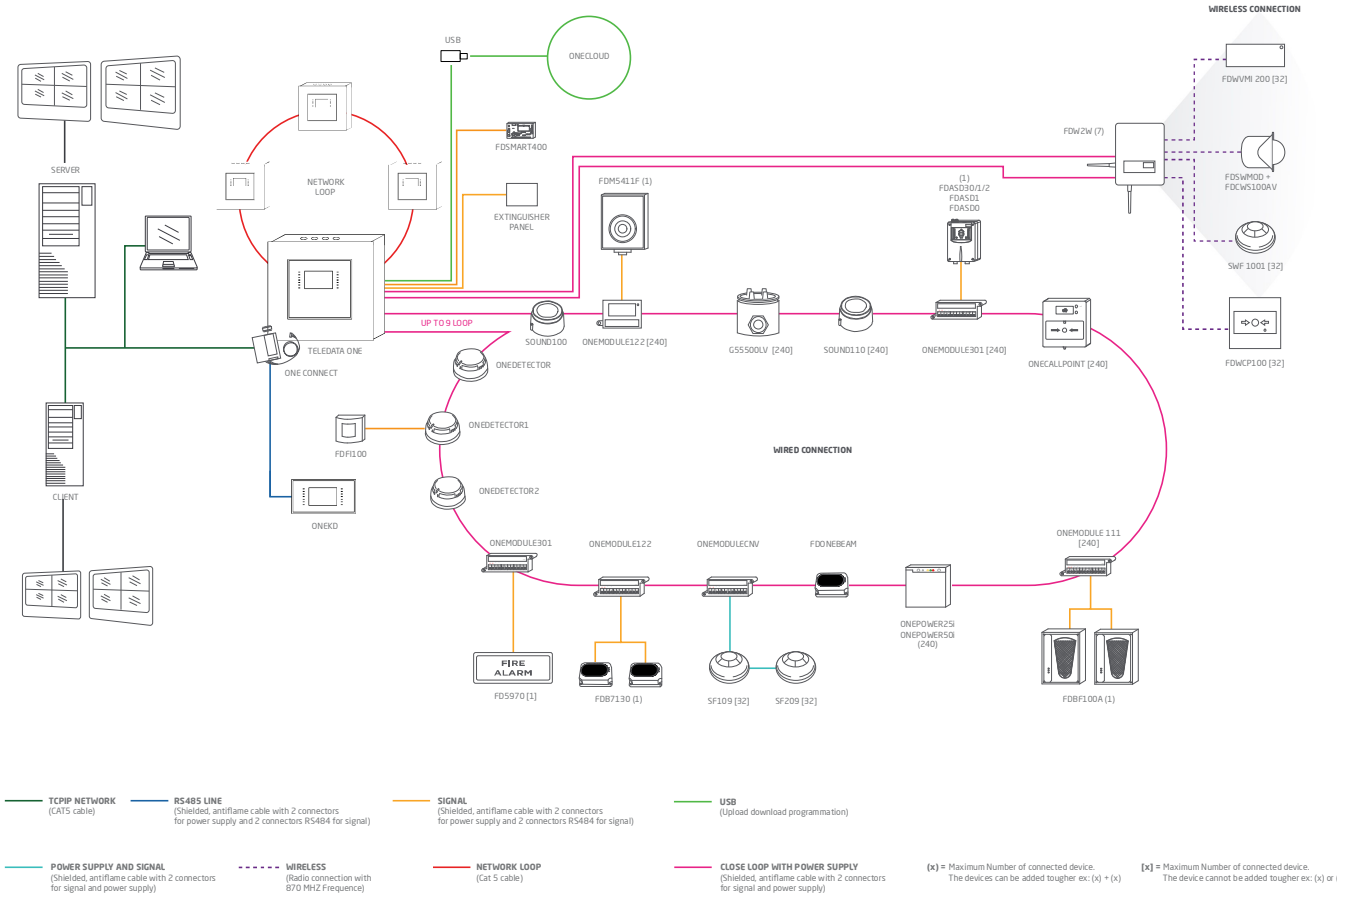 WIRELESS CONNECTION
USB
ONECLOUD
FDWVMI 200 [32]
FDW2W (7)
FDSMART400
SERVER
NETWORK
LOOP
FDM5411F (1)
(1)
FDASD30/1/2
FDASD1
FDASD0
FDSWMOD +
FDCWS100AV
EXTINGUISHER
PANEL
SWF 1001 [32]
UP TO 9 LOOP
SOUND100
ONEMODULE122 [240]
GS5500LV [240]
SOUND110 [240]
ONEMODULE301 [240]
ONECALLPOINT [240]
FDWCP100 [32]
TELEDATA ONE
ONE CONNECT
ONEDETECTOR
ONEDETECTOR1
FDFI100
WIRED CONNECTION
ONEDETECTOR2
CLIENT
ONEKD
ONEMODULE301
ONEMODULE122
ONEMODULECNV
FDONEBEAM
ONEMODULE 111
[240]
ONEPOWER25i
ONEPOWER50i
(240)
FIRE
ALARM
FD5970 [1]
FDB7130 (1)
SF109 [32]
SF209 [32]
FDBF100A (1)
TCPIP NETWORK
(CAT5 cable)
RS485 LINE
(Shielded, antiflame cable with 2 connectors
for power supply and 2 connectors RS484 for signal)
SIGNAL
(Shielded, antiflame cable with 2 connectors
for power supply and 2 connectors RS484 for signal)
USB
(Upload download programmation)
POWER SUPPLY AND SIGNAL
(Shielded, antiflame cable with 2 connectors
for signal and power supply)
WIRELESS
(Radio connection with
870 MHZ Frequence)
NETWORK LOOP
(Cat 5 cable)
CLOSE LOOP WITH POWER SUPPLY
(Shielded, antiflame cable with 2 connectors
for signal and power supply)
(x) = Maximum Number of connected device.
The devices can be added tougher ex: (x) + (x)
[x] = Maximum Number of connected device.
The device cannot be added tougher ex: (x) or